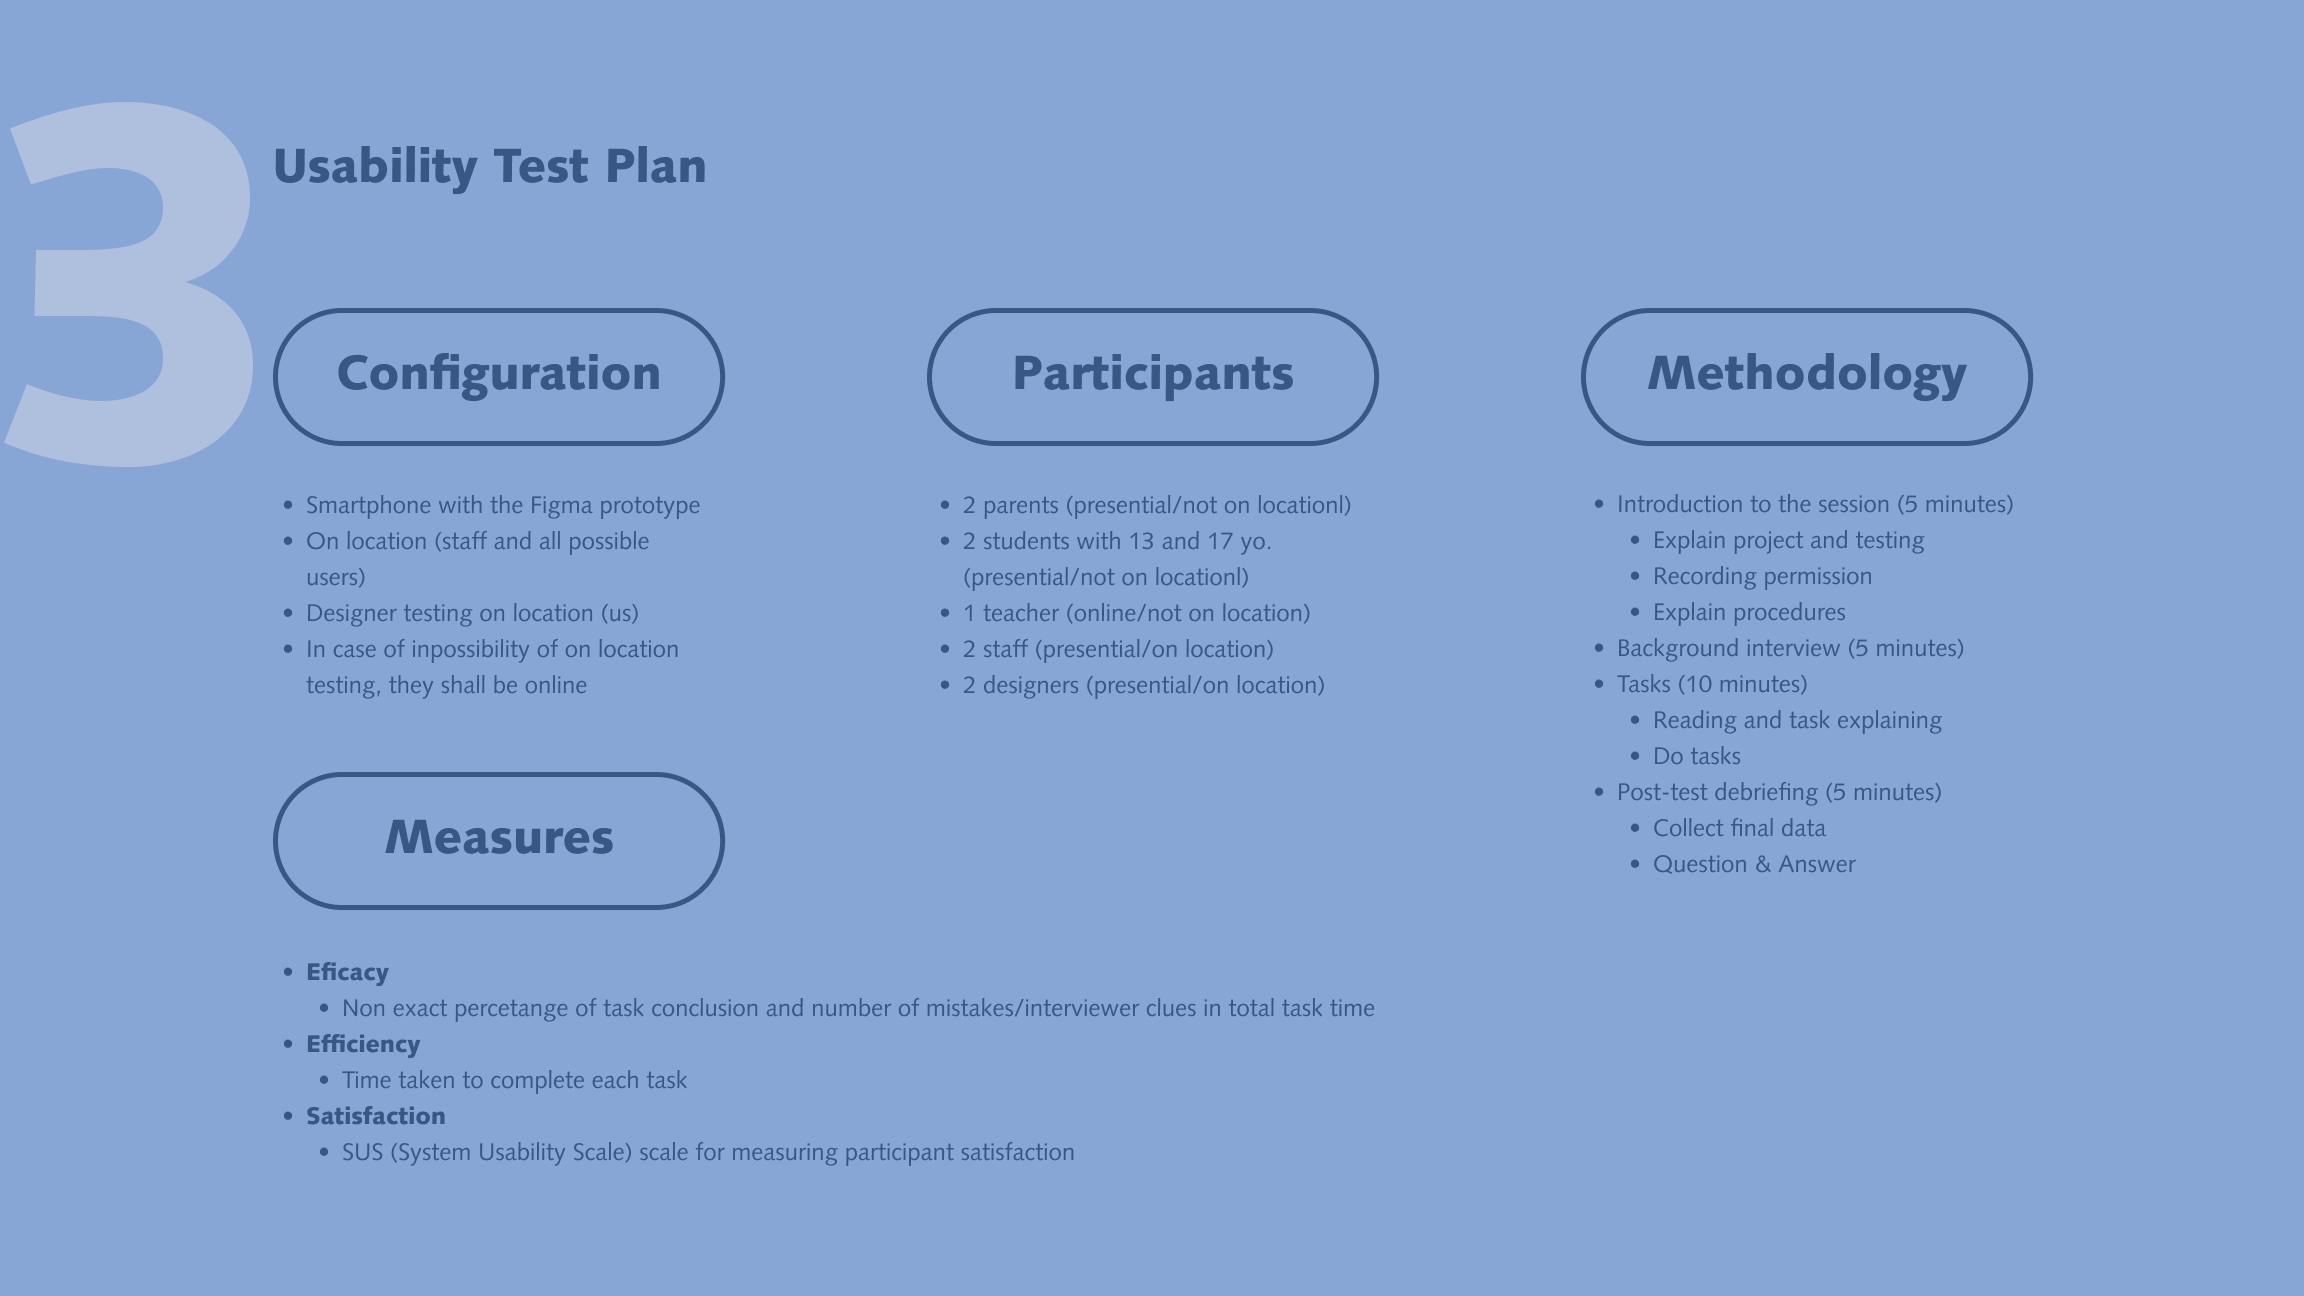 3
Usability Test Plan
Configuration
• Smartphone with the Figma prototype
• On location (staff and all possible
users)
• Designer testing on location (us)
• In case of inpossibility of on location
testing, they shall be online
Participants
• 2 parents (presential/not on locationl)
• 2 students with 13 and 17 yo.
(presential/not on locationl)
• 1 teacher (online/not on location)
• 2 staff (presential/on location)
• 2 designers (presential/on location)
Methodology
• Introduction to the session (5 minutes)
• Explain project and testing
• Recording permission
• Explain procedures
• Background interview (5 minutes)
• Tasks (10 minutes)
• Reading and task explaining
• Do tasks
• Post-test debriefing (5 minutes)
• Collect final data
• Question & Answer
Measures
• Eficacy
• Non exact percetange of task conclusion and number of mistakes/interviewer clues in total task time
• Efficiency
• Time taken to complete each task
• Satisfaction
• SUS (System Usability Scale) scale for measuring participant satisfaction